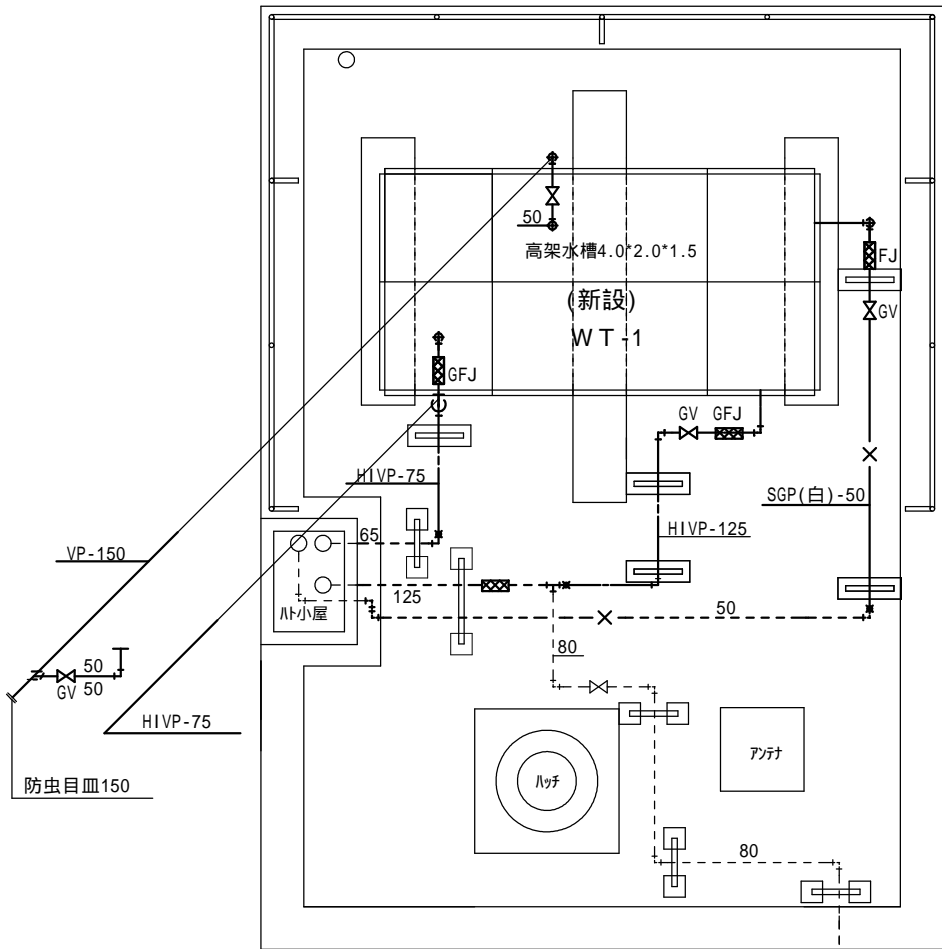 50
高架水槽4.0*2.0*1.5
(新設)
WT-1
FJ
GV
GFJ
GV
GFJ
HIVP-75
SGP(白)-50
HIVP-125
65
VP-150
125
50
ﾊﾄ小屋
80
50
GV
50
HIVP-75
ﾊｯﾁ
ｱﾝﾃﾅ
防虫目皿150
80